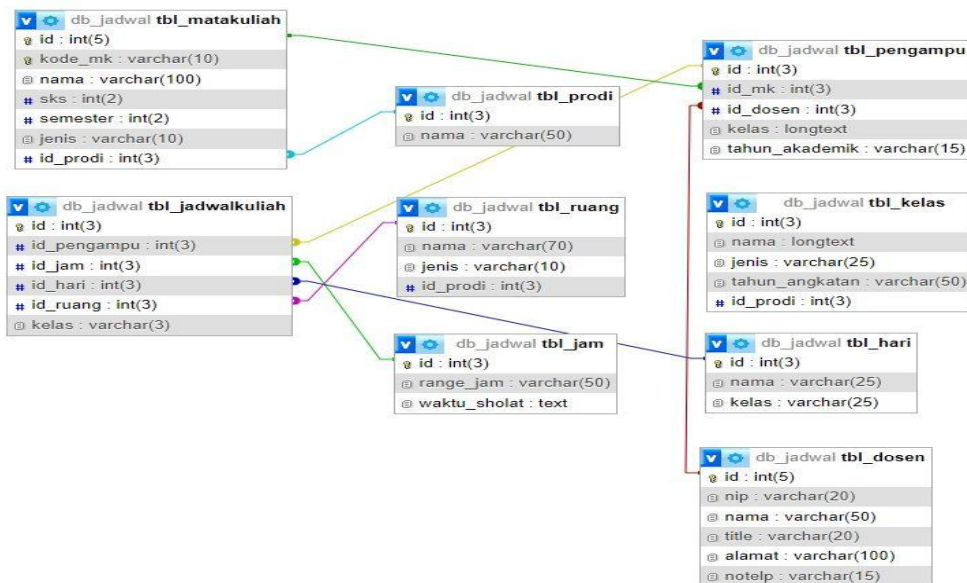 db_jadwal tbl_matakuliah
id : int(5)
kode_mk : varchar(10)
nama : varchar(100)
sks : int(2)
semester : int(2)
jenis : varchar(10)
id_prodi : int(3)
db_jadwal tbl_prodi
id : int(3)
nama : varchar(50)
db_jadwal tbl_pengampu
id : int(3)
id_mk : int(3)
id_dosen : int(3)
kelas : longtext
tahun_akademik : varchar(15)
db_jadwal tbl_jadwalkuliah
id : int(3)
id_pengampu : int(3)
id_jam : int(3)
id_hari : int(3)
id_ruang : int(3)
kelas : varchar(3)
db_jadwal tbl_ruang
id : int(3)
nama : varchar(70)
jenis : varchar(10)
id_prodi : int(3)
db_jadwal tbl_kelas
id : int(3)
nama : longtext
jenis : varchar(25)
tahun_angkatan : varchar(50)
id_prodi : int(3)
db_jadwal tbl_jam
id : int(3)
range_jam : varchar(50)
waktu_sholat : text
db_jadwal tbl_hari
id : int(3)
nama : varchar(25)
kelas : varchar(25)
db_jadwal tbl_dosen
id : int(5)
nip : varchar(20)
nama : varchar(50)
title : varchar(20)
alamat : varchar(100)
notelp : varchar(15)